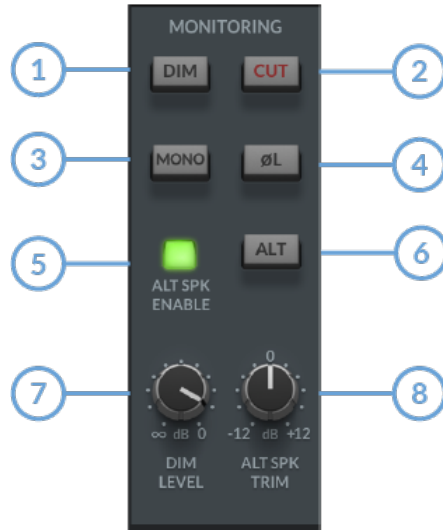 MONITORING
1 DIM CUT 2
3 MONO ØL 4
5 ALT 6
ALT SPK
ENABLE
7 0 8
∞ dB 0 -12 dB +12
DIM ALT SPK
LEVEL TRIM